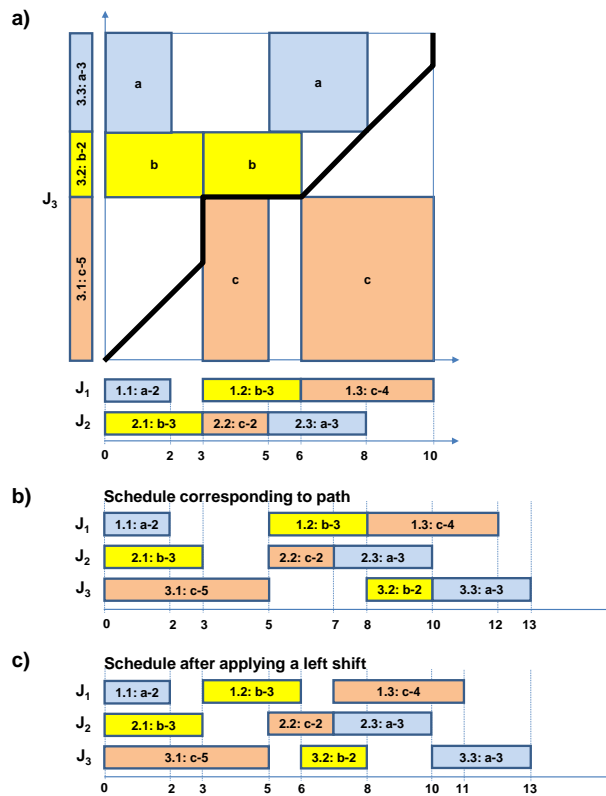 a)
3.3: a-3
a
a
3.2: b-2
b
b
J3
3.1: c-5
c
c
J1
1.1: a-2
1.2: b-3
1.3: c-4
J2
2.1: b-3
2.2: c-2
2.3: a-3
0 2 3 5 6 8 10
b)
Schedule corresponding to path
J1
1.1: a-2
1.2: b-3
1.3: c-4
J2
2.1: b-3
2.2: c-2
2.3: a-3
J3
3.1: c-5
3.2: b-2
3.3: a-3
0 2 3 5 7 8 10 12 13
c)
Schedule after applying a left shift
J1
1.1: a-2
1.2: b-3
1.3: c-4
J2
2.1: b-3
2.2: c-2
2.3: a-3
J3
3.1: c-5
3.2: b-2
3.3: a-3
0 2 3 5 6 8 10 11 13